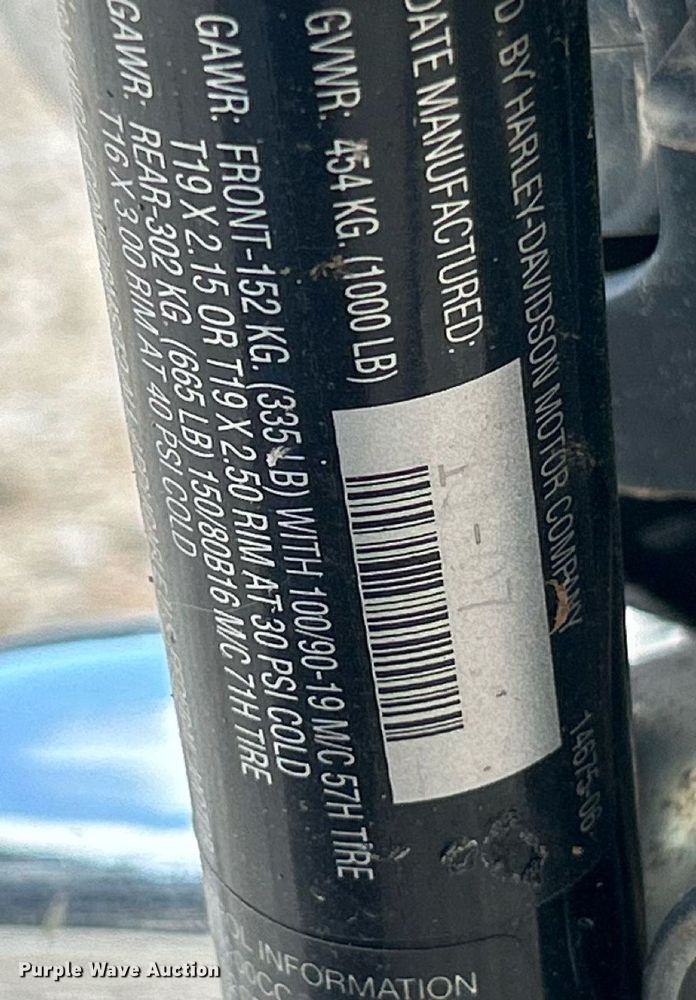 D. BY HARLEY-DAVIDSON MOTOR COMPANY 14675-06
DATE MANUFACTURED:
GVWR: 454 KG. (1000 LB)
GAWR: FRONT-152 KG. (335 LB) WITH 100/90-19 M/C 57H TIRE
T19 X 2.15 OR T19 X 2.50 RIM AT 30 PSI COLD
GAWR: REAR-302 KG. (665 LB) 150/80B16 M/C 71H TIRE
T16 X 3.00 RIM AT 40 PSI COLD
OL INFORMATION
Purple Wave Auction